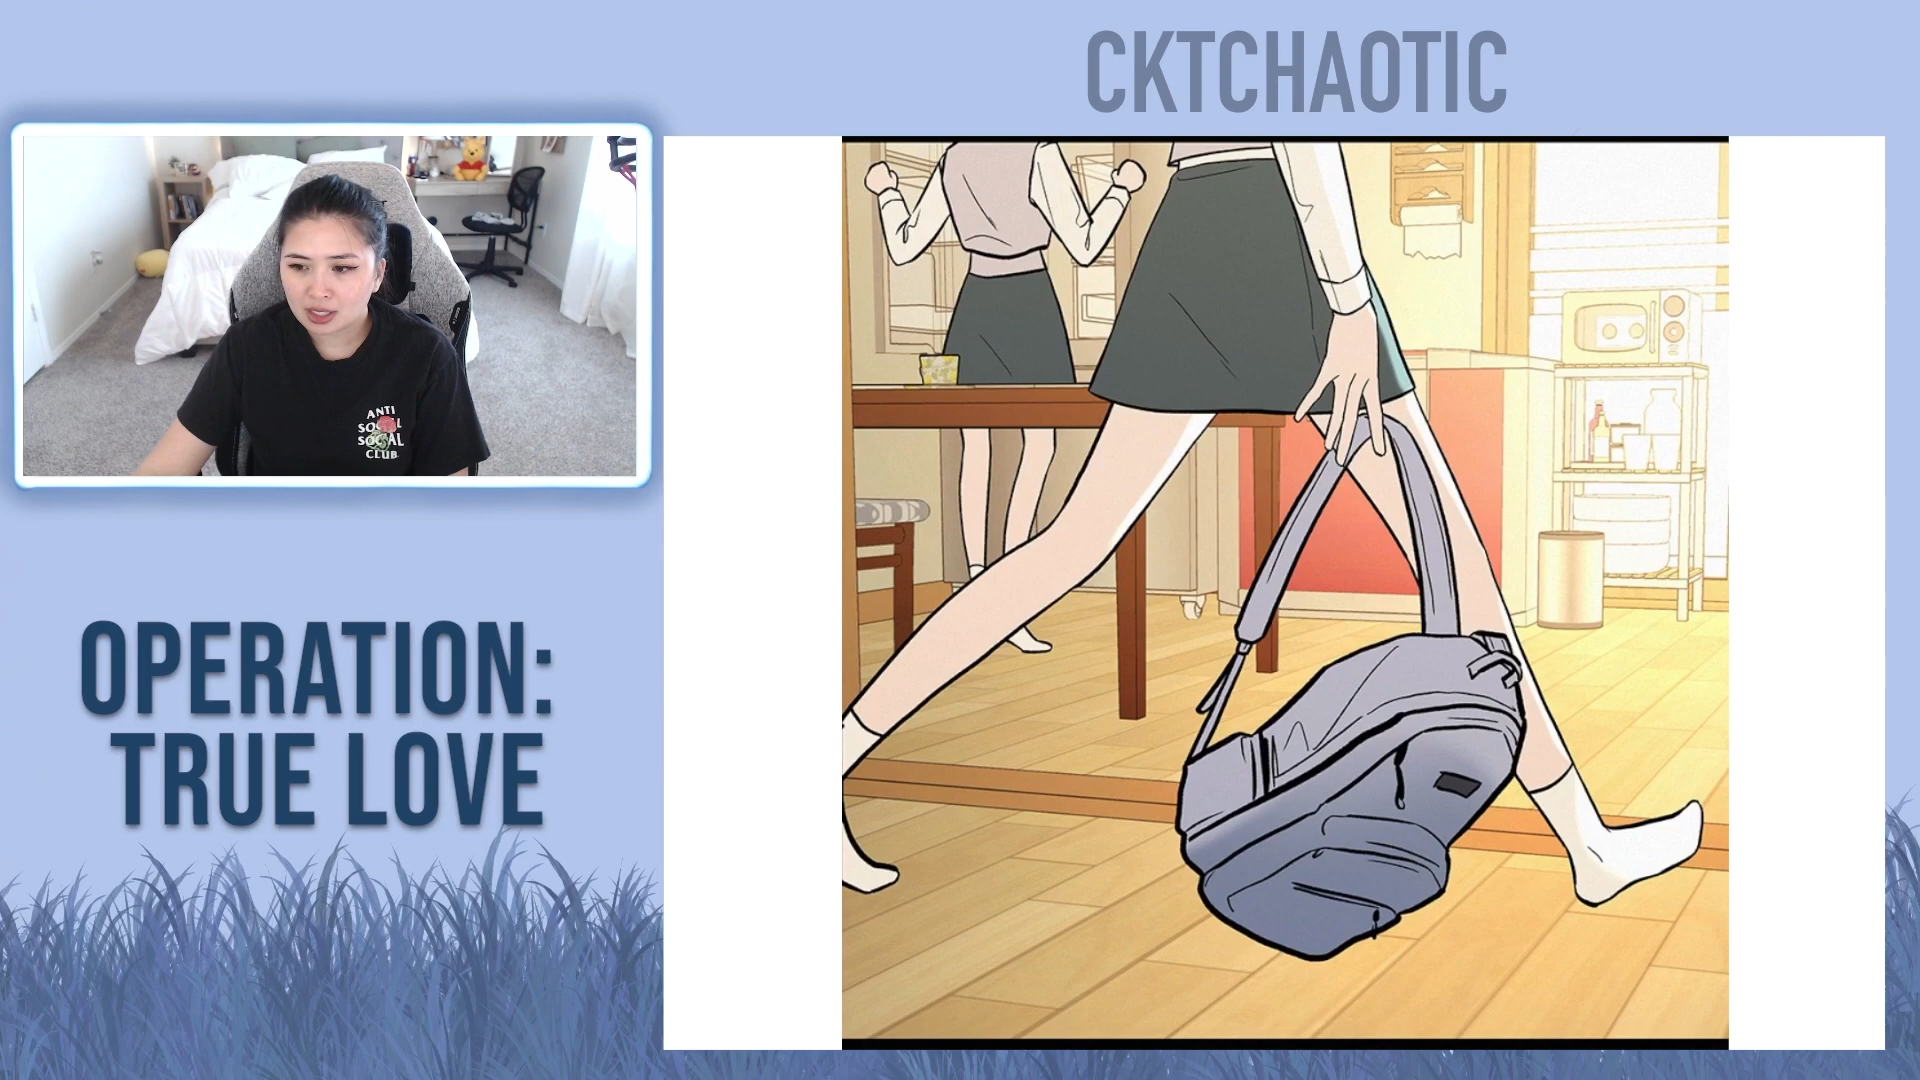 CKTCHAOTIC
ANTI
SOCIAL
SOCIAL
CLUB
OPERATION:
TRUE LOVE